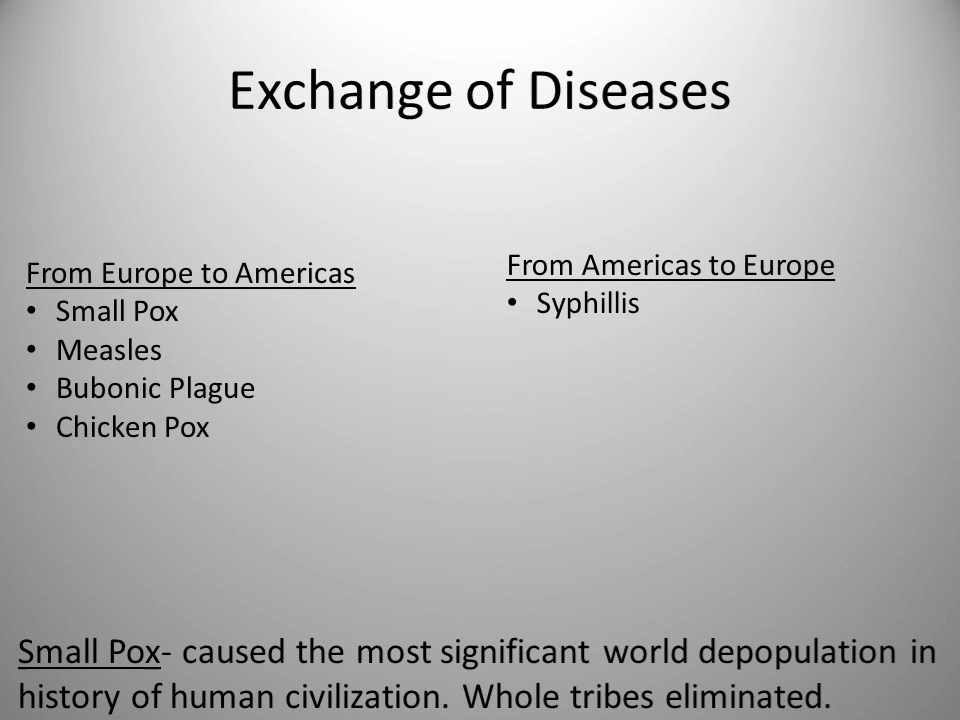 Exchange of Diseases
From Europe to Americas
• Small Pox
• Measles
• Bubonic Plague
• Chicken Pox
From Americas to Europe
• Syphillis
Small Pox- caused the most significant world depopulation in
history of human civilization. Whole tribes eliminated.